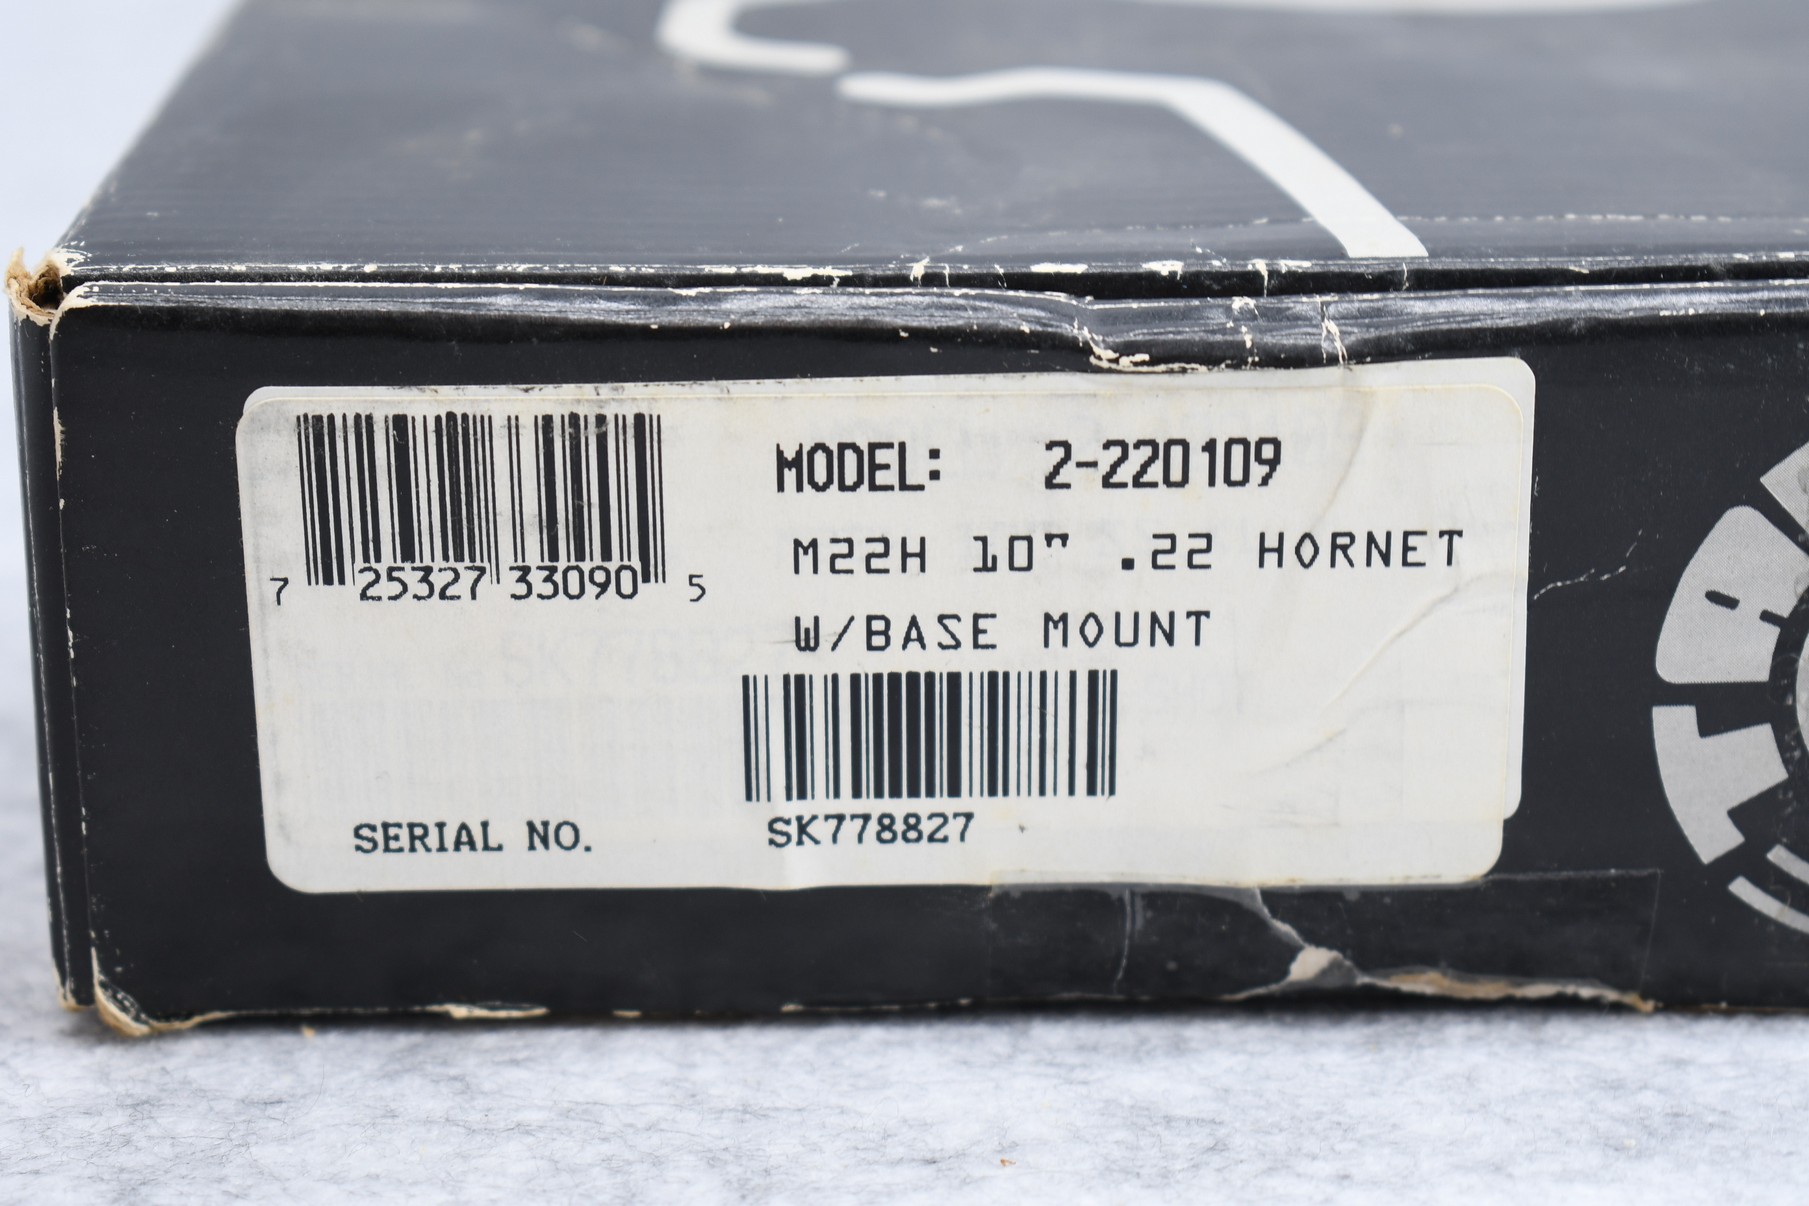 MODEL: 2-220109
M22H 10" .22 HORNET
W/BASE MOUNT
7 25327 33090 5
SERIAL NO. SK778827